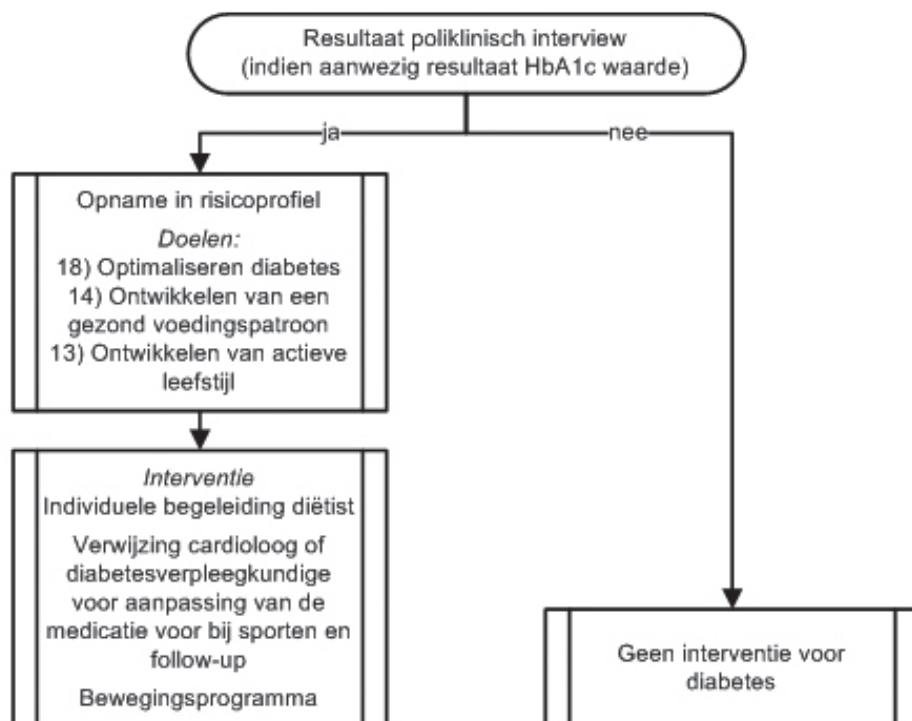 Resultaat poliklinisch interview
(indien aanwezig resultaat HbA1c waarde)
ja
nee
Opname in risicoprofiel
Doelen:
18) Optimaliseren diabetes
14) Ontwikkelen van een
gezond voedingspatroon
13) Ontwikkelen van actieve
leefstijl
Interventie
Individuele begeleiding diëtist
Verwijzing cardioloog of
diabetesverpleegkundige
voor aanpassing van de
medicatie voor bij sporten en
follow-up
Bewegingsprogramma
Geen interventie voor
diabetes